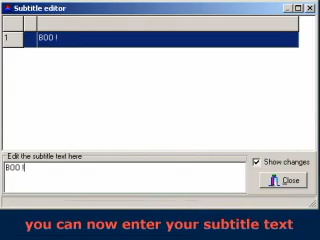 Subtitle editor
1 BOO !
Edit the subtitle text here
BOO !
Show changes
Close
you can now enter your subtitle text